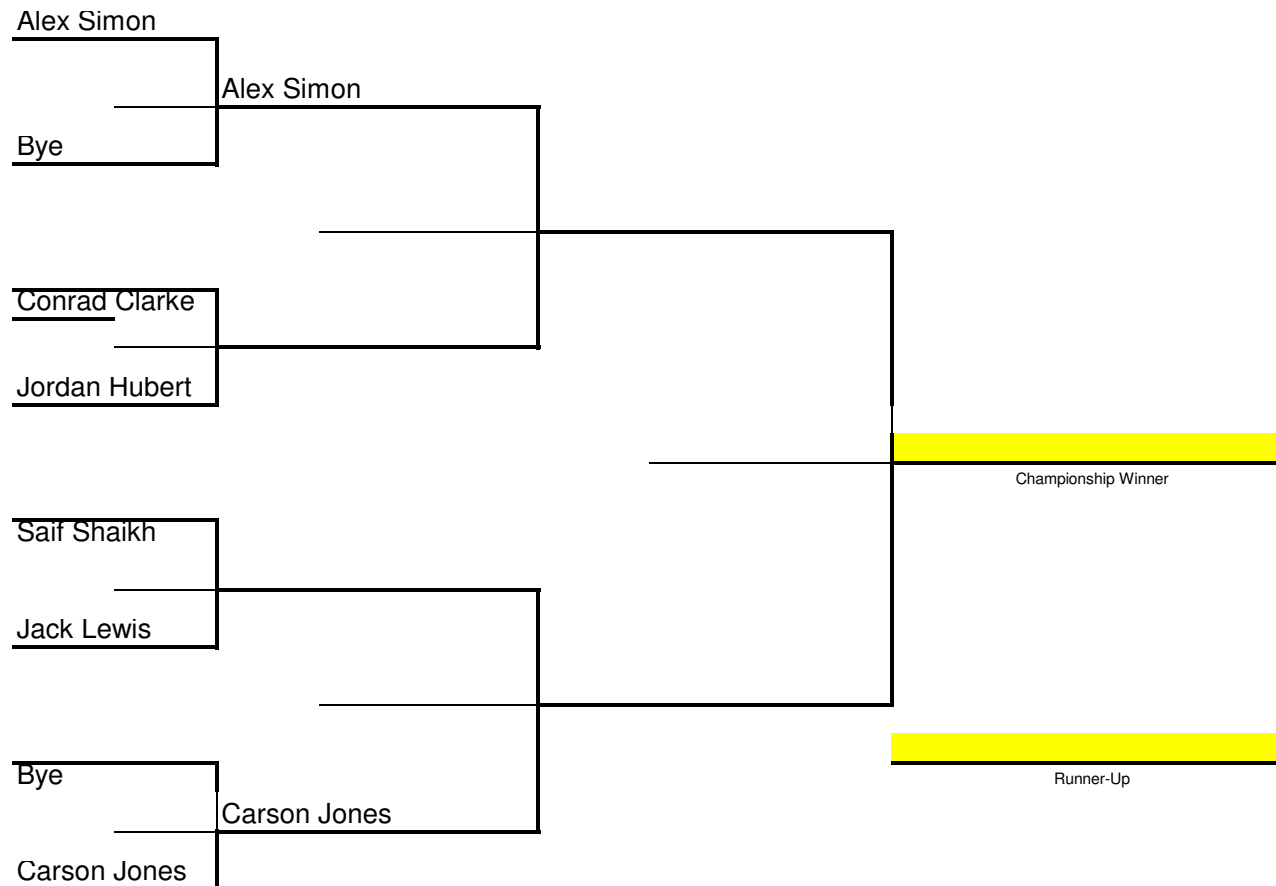 Alex Simon
Alex Simon
Bye
Conrad Clarke
Jordan Hubert
Championship Winner
Saif Shaikh
Jack Lewis
Bye
Runner-Up
Carson Jones
Carson Jones